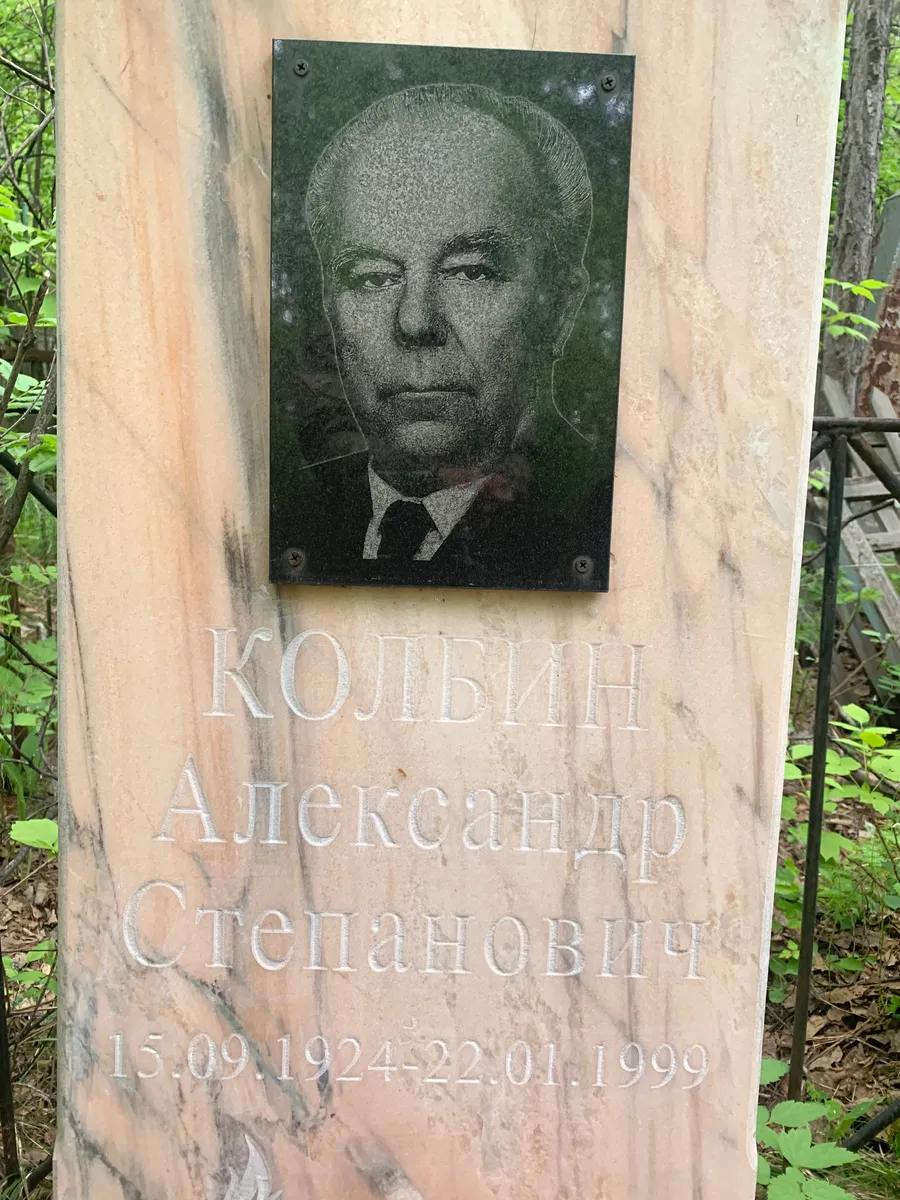 КОЛБИН
Александр
Степанович
15.09.1924-22.01.1999